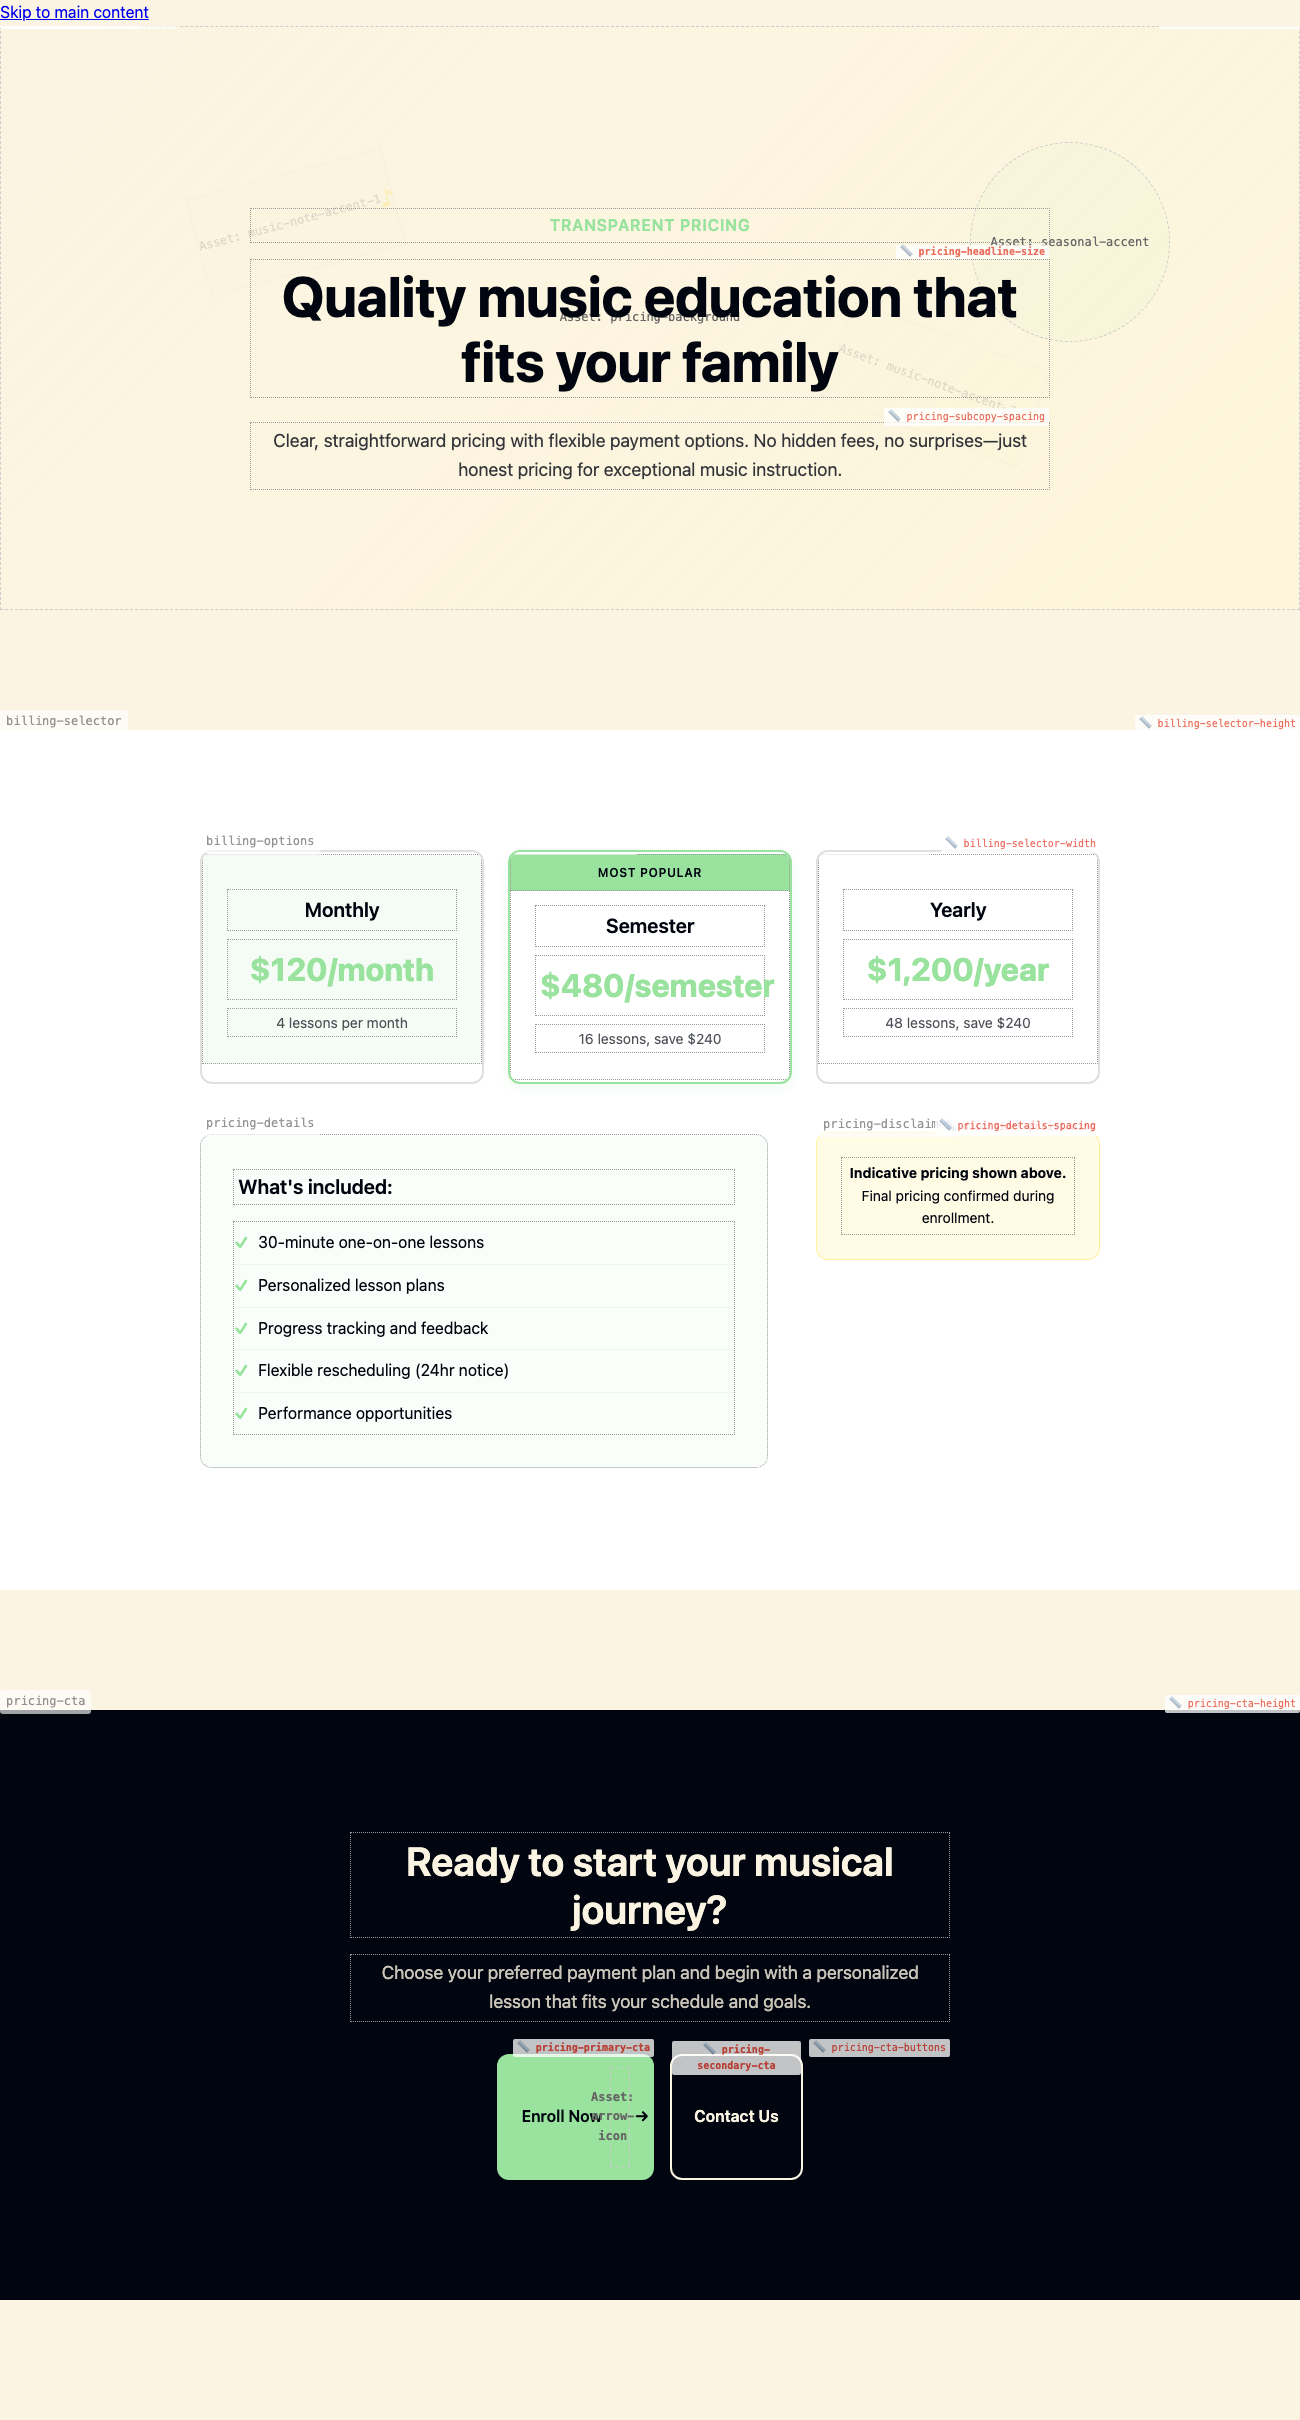 Skip to main content
Asset: music-note-accent-1
TRANSPARENT PRICING
Asset: seasonal-accent
pricing-headline-size
Quality music education that
Asset: pricing-background
fits your family
Asset: music-note-accent-
pricing-subcopy-spacing
Clear, straightforward pricing with flexible payment options. No hidden fees, no surprises—just
honest pricing for exceptional music instruction.
billing-selector
billing-selector-height
billing-options
billing-selector-width
Monthly
$120/month
4 lessons per month
MOST POPULAR
Semester
$480/semester
16 lessons, save $240
Yearly
$1,200/year
48 lessons, save $240
pricing-details
What's included:
30-minute one-on-one lessons
Personalized lesson plans
Progress tracking and feedback
Flexible rescheduling (24hr notice)
Performance opportunities
pricing-disclaim
pricing-details-spacing
Indicative pricing shown above.
Final pricing confirmed during
enrollment.
pricing-cta
pricing-cta-height
Ready to start your musical
journey?
Choose your preferred payment plan and begin with a personalized
lesson that fits your schedule and goals.
pricing-primary-cta
Enroll Now
Asset:
arrow-
icon
pricing-
secondary-cta
Contact Us
pricing-cta-buttons